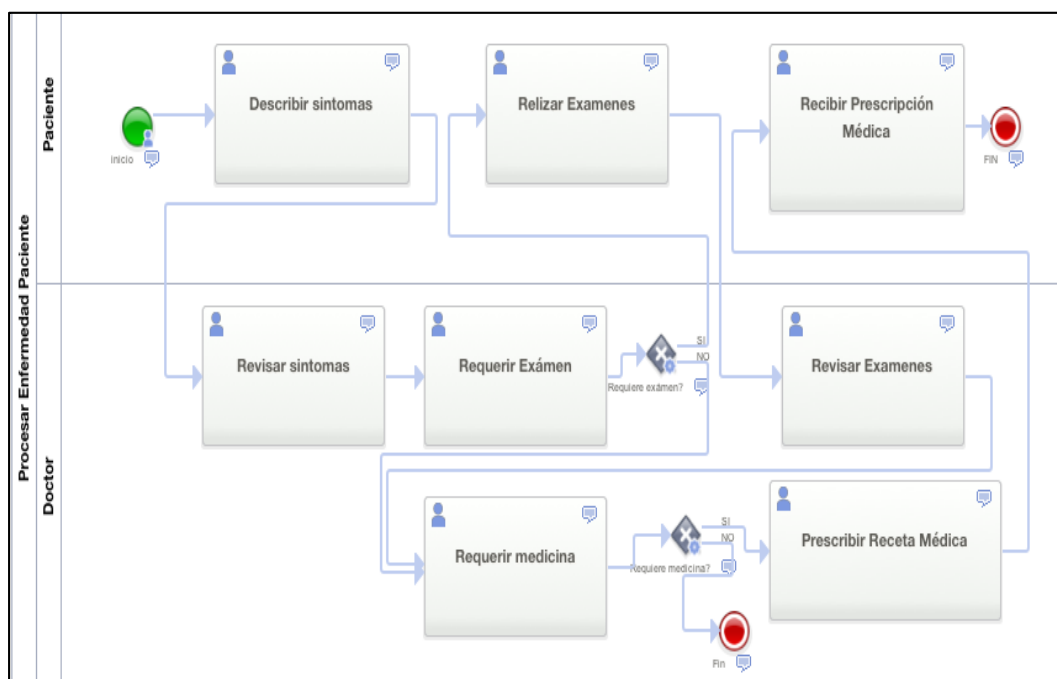 Procesar Enfermedad Paciente
Paciente
Describir sintomas
Relizar Examenes
Recibir Prescripción
Médica
inicio
FIN
Doctor
Revisar sintomas
Requerir Exámen
SI
NO
Requiere exámen?
Revisar Examenes
Requerir medicina
SI
NO
Requiere medicina?
Prescribir Receta Médica
Fin